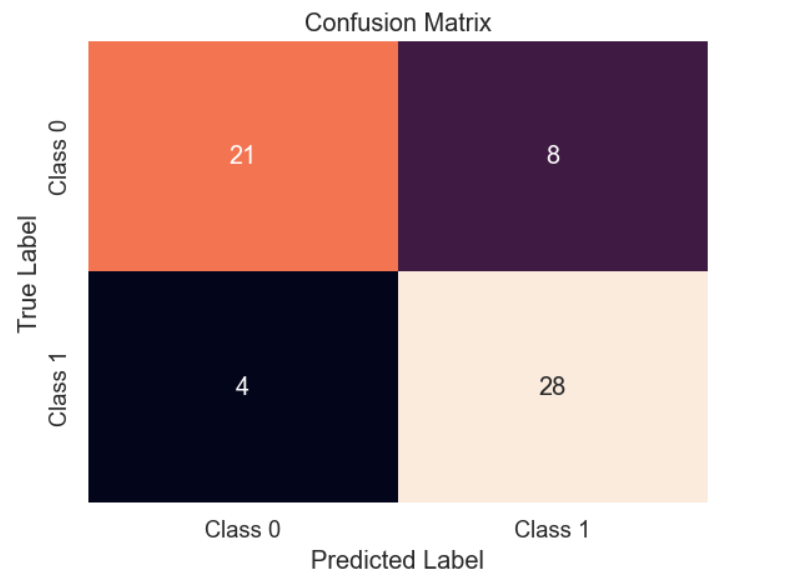 Confusion Matrix
True Label
Class 0
21
8
Class 1
4
28
Class 0
Class 1
Predicted Label